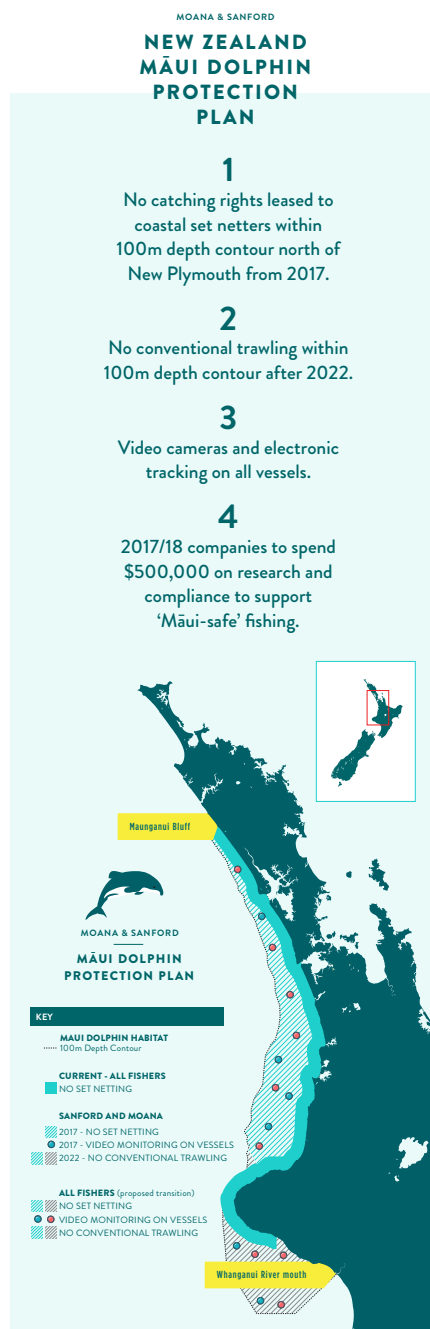 MOANA & SANFORD
NEW ZEALAND
MĀUI DOLPHIN
PROTECTION
PLAN
1
No catching rights leased to
coastal set netters within
100m depth contour north of
New Plymouth from 2017.
2
No conventional trawling within
100m depth contour after 2022.
3
Video cameras and electronic
tracking on all vessels.
4
2017/18 companies to spend
$500,000 on research and
compliance to support
‘Māui-safe’ fishing.
Maunganui Bluff
MOANA & SANFORD
MĀUI DOLPHIN
PROTECTION PLAN
KEY
MAUI DOLPHIN HABITAT
100m Depth Contour
CURRENT - ALL FISHERS
NO SET NETTING
SANFORD AND MOANA
2017 - NO SET NETTING
2017 - VIDEO MONITORING ON VESSELS
2022 - NO CONVENTIONAL TRAWLING
ALL FISHERS (proposed transition)
NO SET NETTING
VIDEO MONITORING ON VESSELS
NO CONVENTIONAL TRAWLING
Whanganui River mouth